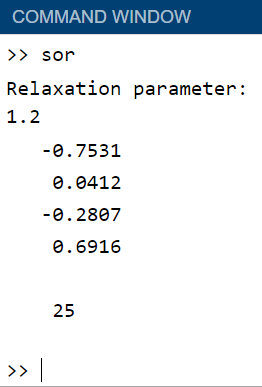 COMMAND WINDOW
>> sor
Relaxation parameter:
1.2
-0.7531
0.0412
-0.2807
0.6916
25
>>